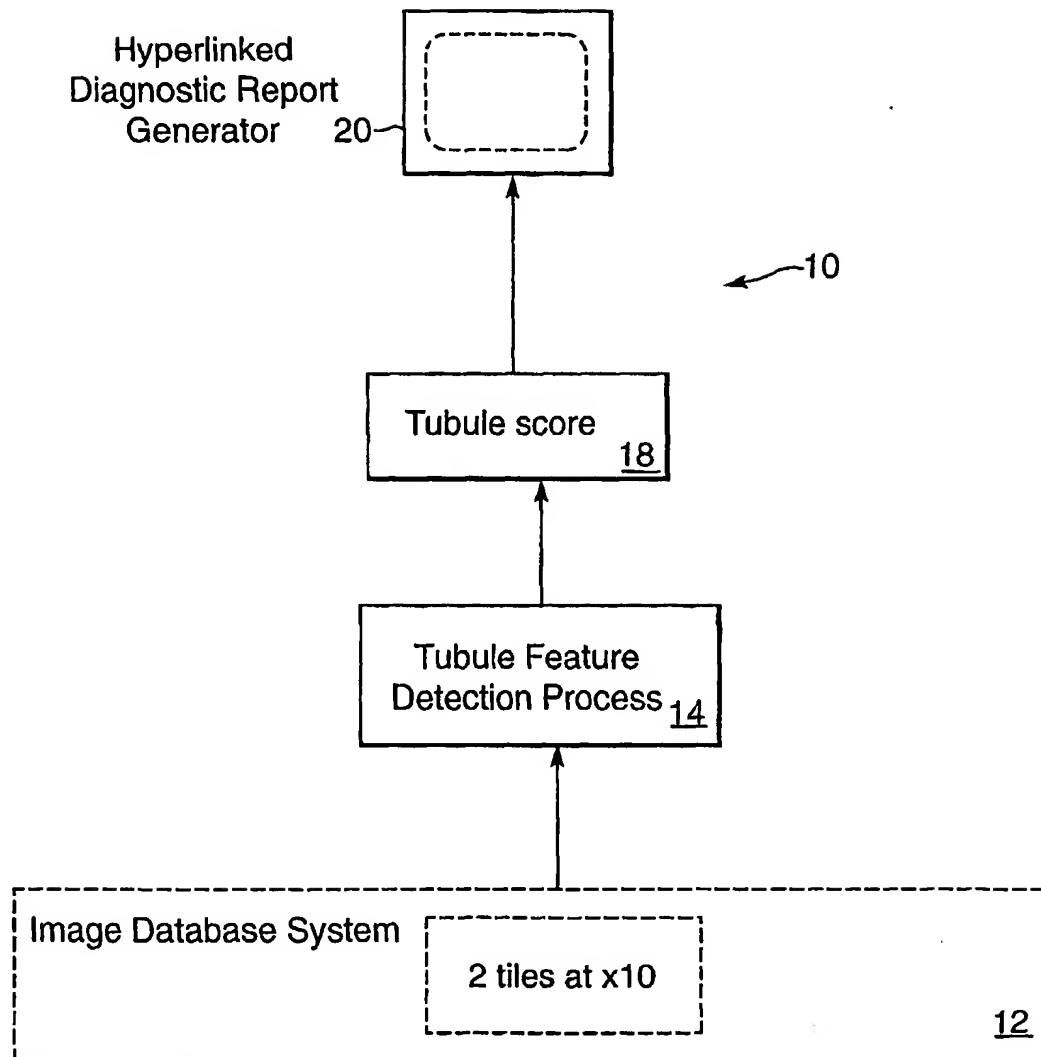 Hyperlinked
Diagnostic Report
Generator 20
10
Tubule score
18
Tubule Feature
Detection Process 14
Image Database System
2 tiles at x10
12